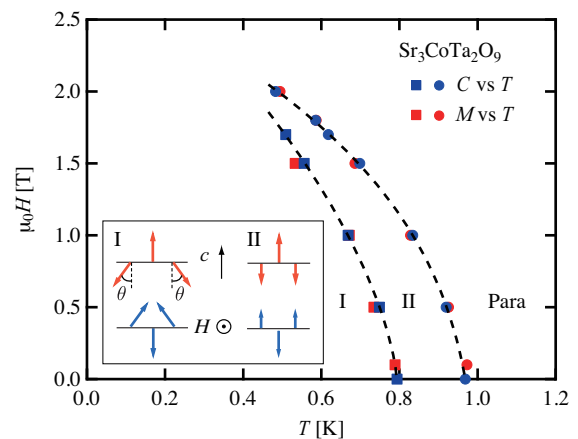 Sr₃CoTa₂O₉
C vs T
M vs T
μ₀H [T]
2.5
2.0
1.5
1.0
0.5
0.0
I
c
II
θ
θ
H ⊙
I
II
Para
0.0
0.2
0.4
0.6
0.8
1.0
1.2
T [K]